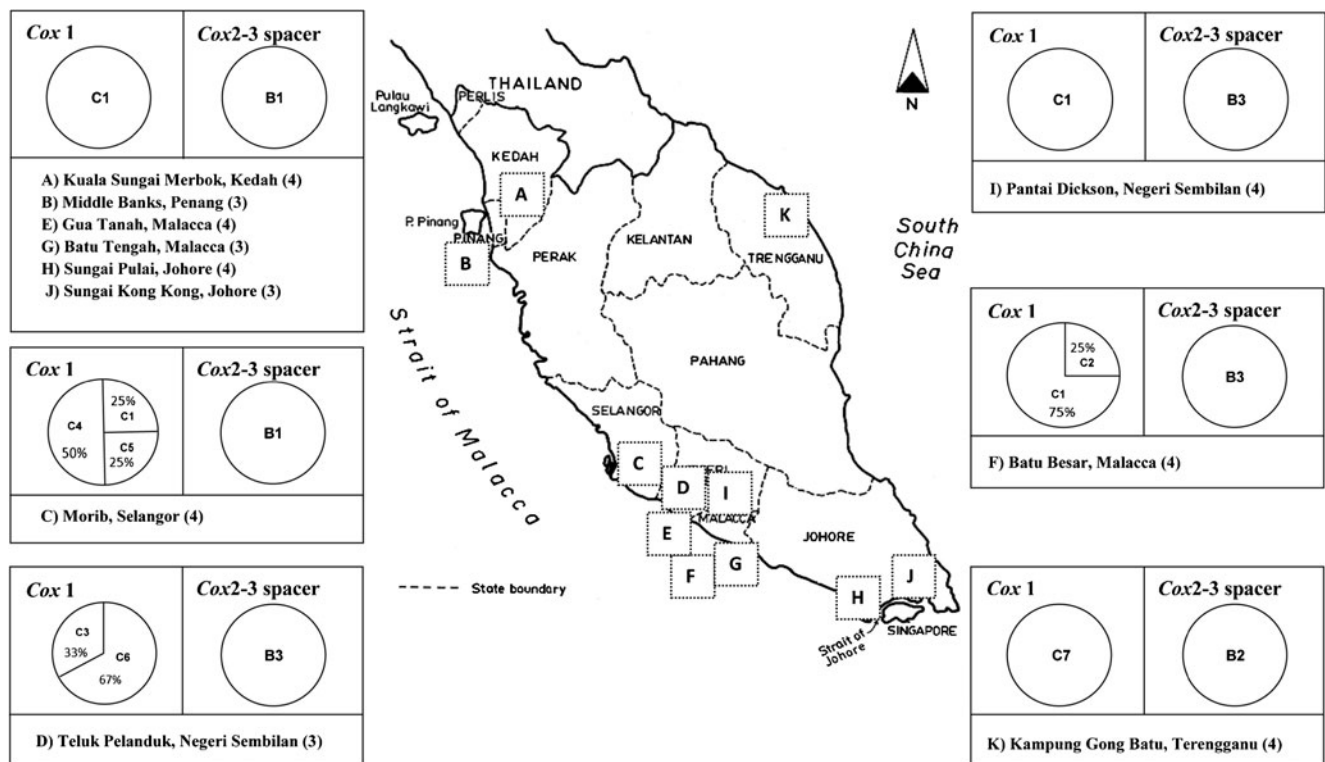 Cox 1
Cox2-3 spacer
C1
B1
A) Kuala Sungai Merbok, Kedah (4)
B) Middle Banks, Penang (3)
E) Gua Tanah, Malacca (4)
G) Batu Tengah, Malacca (3)
H) Sungai Pulai, Johore (4)
J) Sungai Kong Kong, Johore (3)
Cox 1
Cox2-3 spacer
25%
C1
C4
50%
C5
25%
B1
C) Morib, Selangor (4)
Cox 1
Cox2-3 spacer
C3
33%
C6
67%
B3
D) Teluk Pelanduk, Negeri Sembilan (3)
THAILAND
Pulau
Langkawi
PERLIS
KEDAH
A
P. Pinang
PINANG
B
PERAK
KELANTAN
K
TRENGGANU
South
China
Sea
N
Strait of Malacca
PAHANG
SELANGOR
C
D
I
MALACCA
E
F
G
JOHORE
H
J
SINGAPORE
Strait of
Johore
State boundary
Cox 1
Cox2-3 spacer
C1
B3
I) Pantai Dickson, Negeri Sembilan (4)
Cox 1
Cox2-3 spacer
25%
C2
C1
75%
B3
F) Batu Besar, Malacca (4)
Cox 1
Cox2-3 spacer
C7
B2
K) Kampung Gong Batu, Terengganu (4)